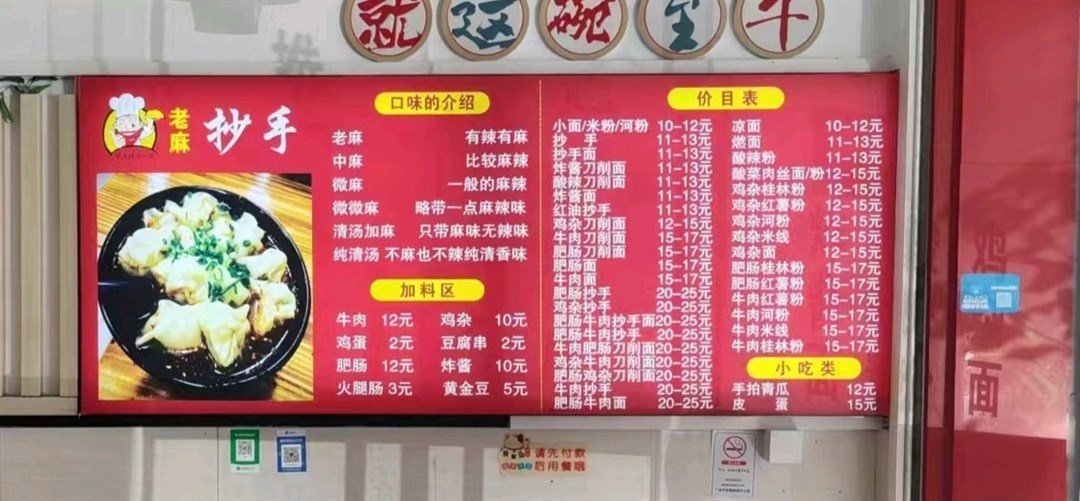 就这碗至牛
老麻
抄手
口味的介绍
老麻 有辣有麻
中麻 比较麻辣
微麻 一般的麻辣
微微麻 略带一点麻辣味
清汤加麻 只带麻味无辣味
纯清汤 不麻也不辣纯清香味
加料区
牛肉 12元 鸡杂 10元
鸡蛋 2元 豆腐串 2元
肥肠 12元 炸酱 10元
火腿肠 3元 黄金豆 5元
价目表
小面/米粉/河粉 10-12元
抄手 11-13元
抄手面 11-13元
炸酱刀削面 11-13元
酸辣刀削面 11-13元
炸酱面 11-13元
红油抄手 11-13元
鸡杂刀削面 12-15元
牛肉刀削面 15-17元
肥肠刀削面 15-17元
肥肠面 15-17元
牛肉面 15-17元
肥肠抄手 20-25元
鸡杂抄手 20-25元
肥肠牛肉抄手面 20-25元
肥肠牛肉抄手 20-25元
牛肉肥肠刀削面 20-25元
鸡杂牛肉刀削面 20-25元
肥肠鸡杂刀削面 20-25元
牛肉抄手 20-25元
肥肠牛肉面 20-25元
凉面 10-12元
燃面 11-13元
酸辣粉 11-13元
酸菜肉丝面/粉 12-15元
鸡杂桂林粉 12-15元
鸡杂红薯粉 12-15元
鸡杂河粉 12-15元
鸡杂米线 12-15元
鸡杂面 12-15元
肥肠桂林粉 15-17元
肥肠红薯粉 15-17元
牛肉红薯粉 15-17元
牛肉河粉 15-17元
牛肉米线 15-17元
牛肉桂林粉 15-17元
小吃类
手拍青瓜 12元
皮蛋 15元
请先付款
后用餐哦
鸡
面